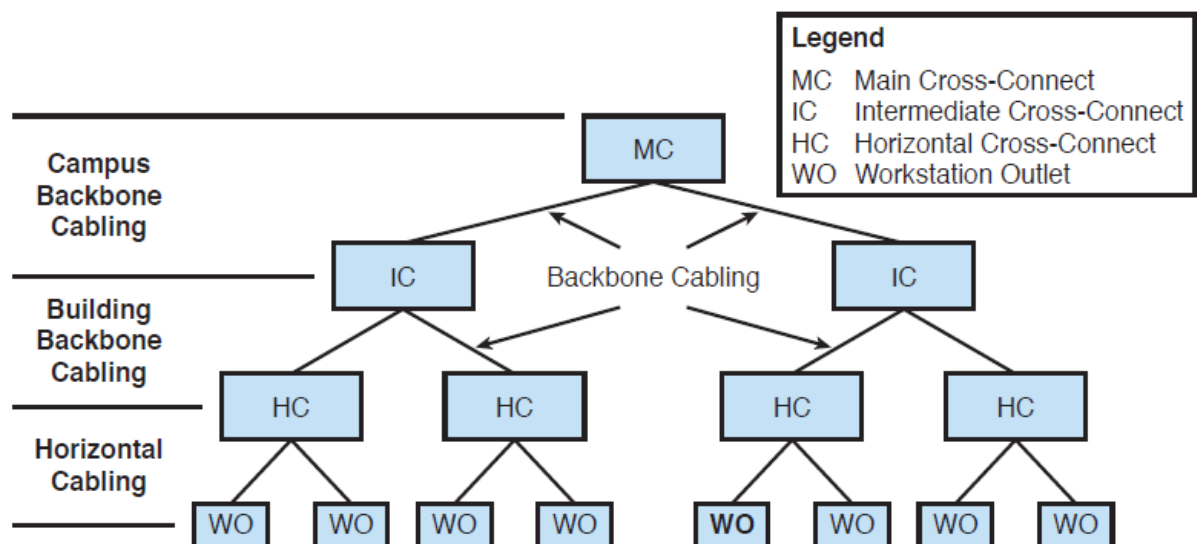 Legend
MC Main Cross-Connect
IC Intermediate Cross-Connect
HC Horizontal Cross-Connect
WO Workstation Outlet
MC
Campus
Backbone
Cabling
IC
Backbone Cabling
IC
Building
Backbone
Cabling
HC
HC
HC
HC
Horizontal
Cabling
WO
WO
WO
WO
WO
WO
WO
WO